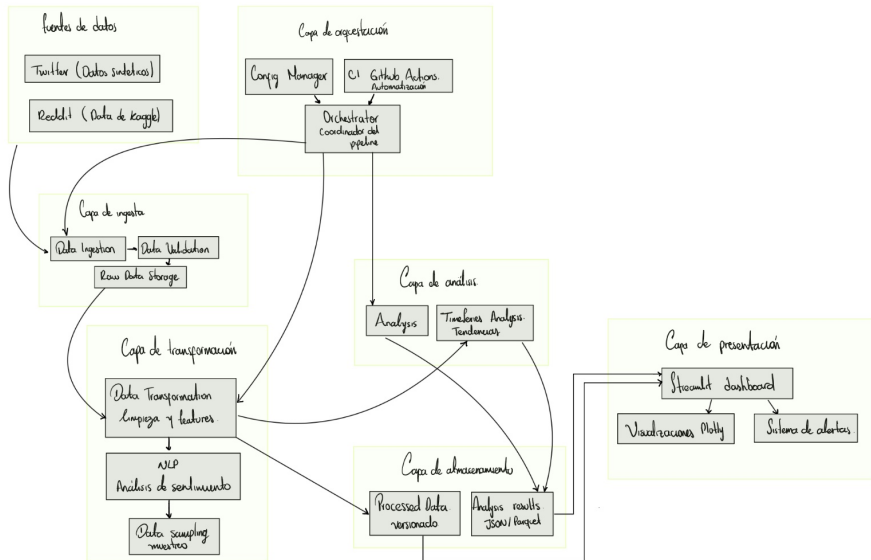 fuentes de datos
Twitter (Datos sinteticos)
Reddit (Data de Kaggle)
Capa de orquestación
Config Manager
CI Github Actions.
Automatización
Orchestrator
Coordinador del
pipeline
Capa de ingesta
Data Ingestion
Data Validation
Raw Data Storage
Capa de análisis
Analysis
TimeSeries Analysis.
Tendencias
Capa de transformación
Data Transformation
limpieza y features.
NLP
Análisis de sentimiento
Data sampling
muestreo
Capa de almacenamiento
Processed Data
versionado
Analysis results
JSON/Parquet
Capa de presentación
Streamlit dashboard
Visualizaciones Plotly
Sistema de alertas.